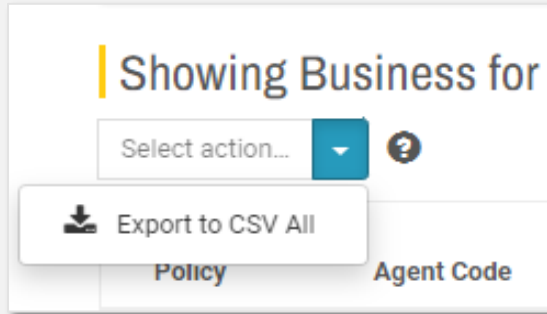 Showing Business for
Select action...
Export to CSV All
Policy Agent Code